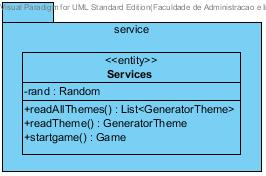 Visual Paradigm for UML Standard Edition(Faculdade de Administracao e I
service
<<entity>>
Services
-rand : Random
+readAllThemes() : List<GeneratorTheme>
+readTheme() : GeneratorTheme
+startgame() : Game